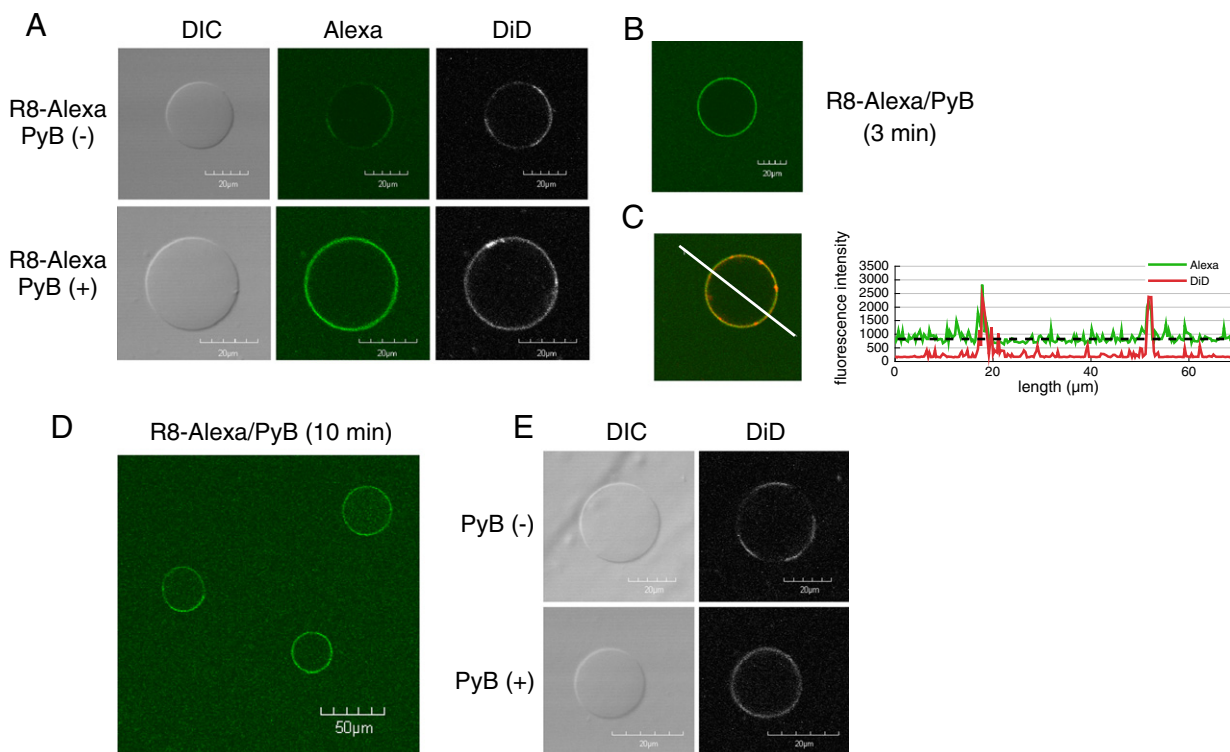 A
DIC
Alexa
DiD
R8-Alexa
PyB (-)
20μm
20μm
20μm
R8-Alexa
PyB (+)
20μm
20μm
20μm
B
20μm
R8-Alexa/PyB
(3 min)
C
fluorescence intensity
3500
3000
2500
2000
1500
1000
500
0
0
20
40
60
length (μm)
Alexa
DiD
D
R8-Alexa/PyB (10 min)
50μm
E
DIC
DiD
PyB (-)
20μm
20μm
PyB (+)
20μm
20μm